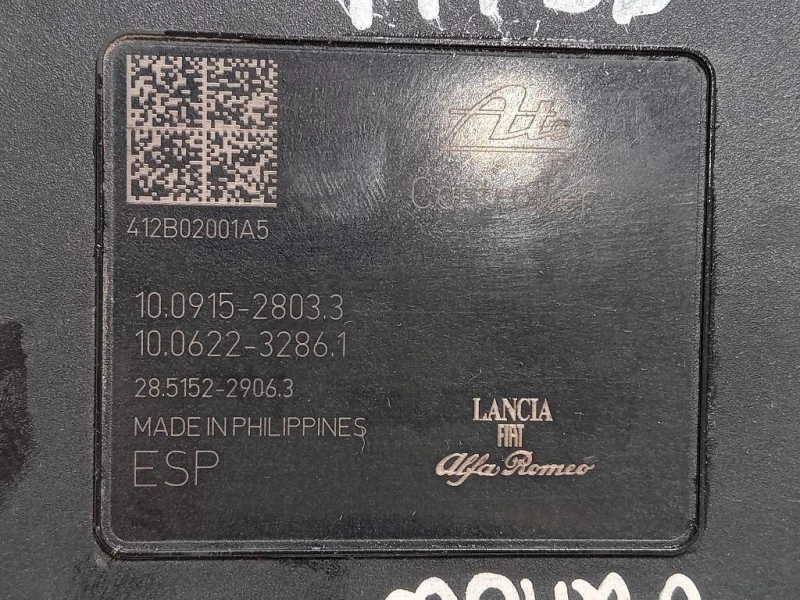 Ate
Controller
412B02001A5
10.0915-2803.3
10.0622-3286.1
28.5152-2906.3
MADE IN PHILIPPINES
ESP
LANCIA
FIAT
Alfa Romeo